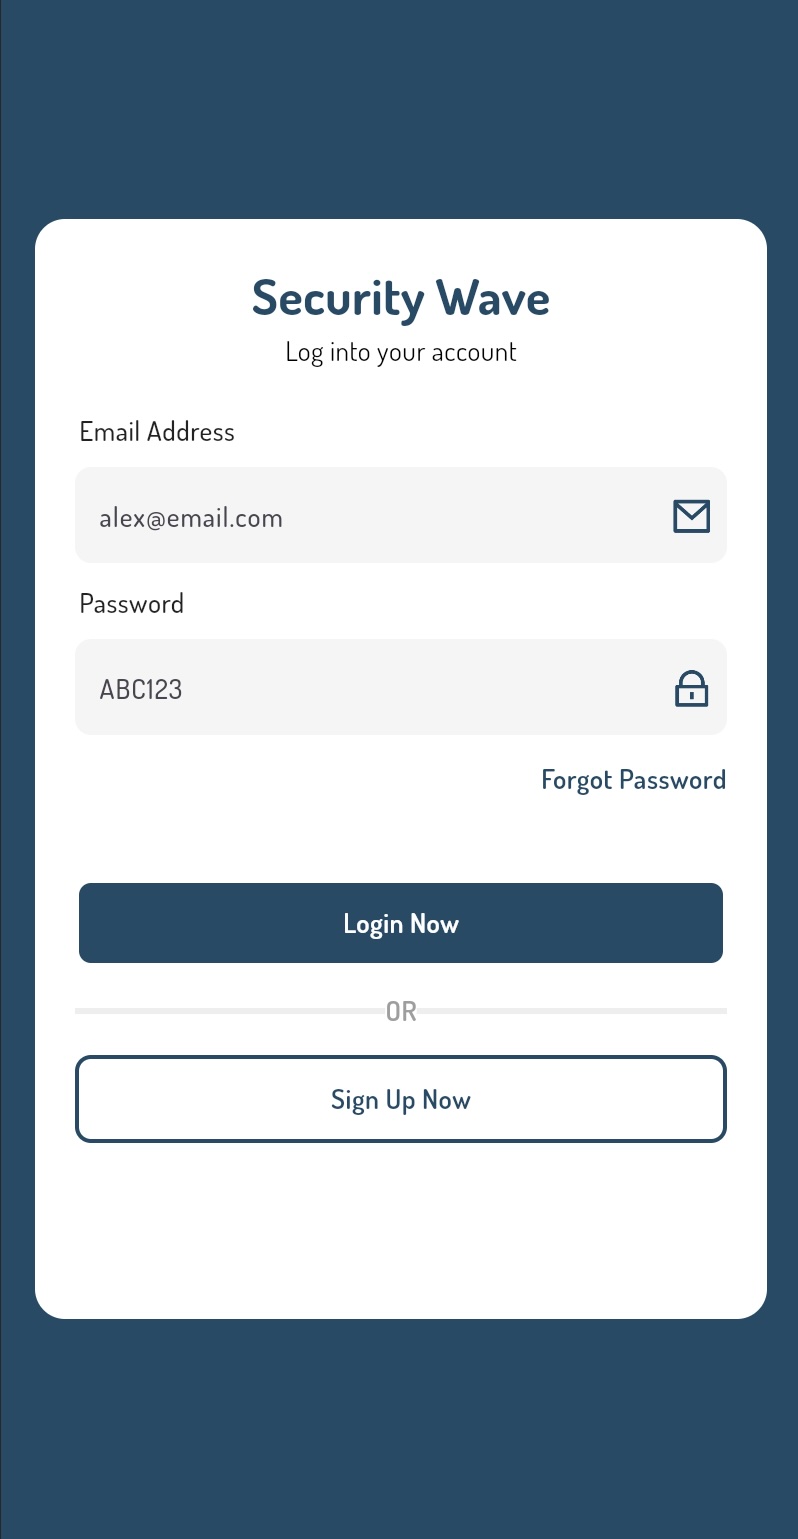 Security Wave
Log into your account
Email Address
alex@email.com
Password
ABC123
Forgot Password
Login Now
OR
Sign Up Now